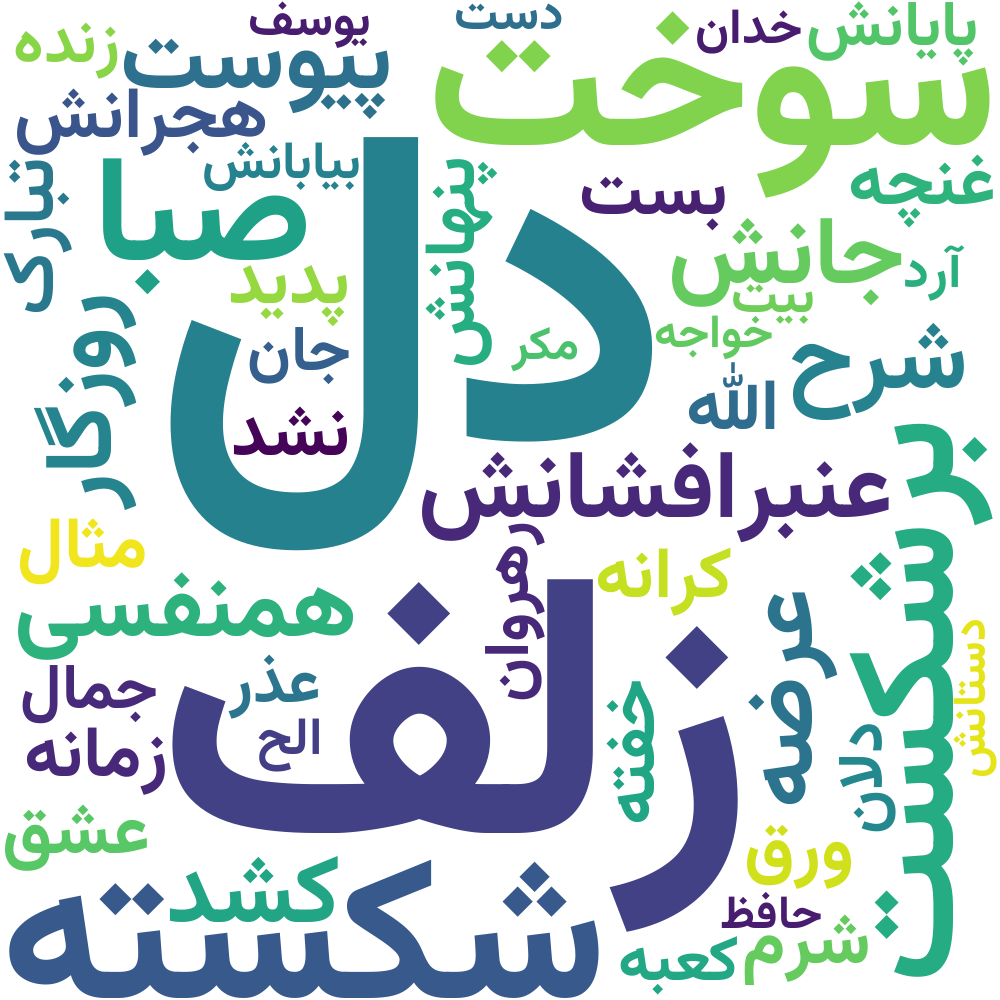 یوسف
دست
خدان
پایانش
زنده
پیوست
سوخت
هجرانش
بیابانش
تبارک
صبا
دل
پنهانش
بست
غنچه
جانش
آرد
پدید
بیت
خواجه
مکر
جان
روزگار
نشد
الله
شرح
برشکست
عنبرافشانش
مثال
رهروان
کرانه
همنفسی
عرضه
دستانش
زلف
عذر
جمال
الح
زمانه
خفته
دلان
عشق
ورق
شکسته
کشد
حافظ
شرم
کعبه